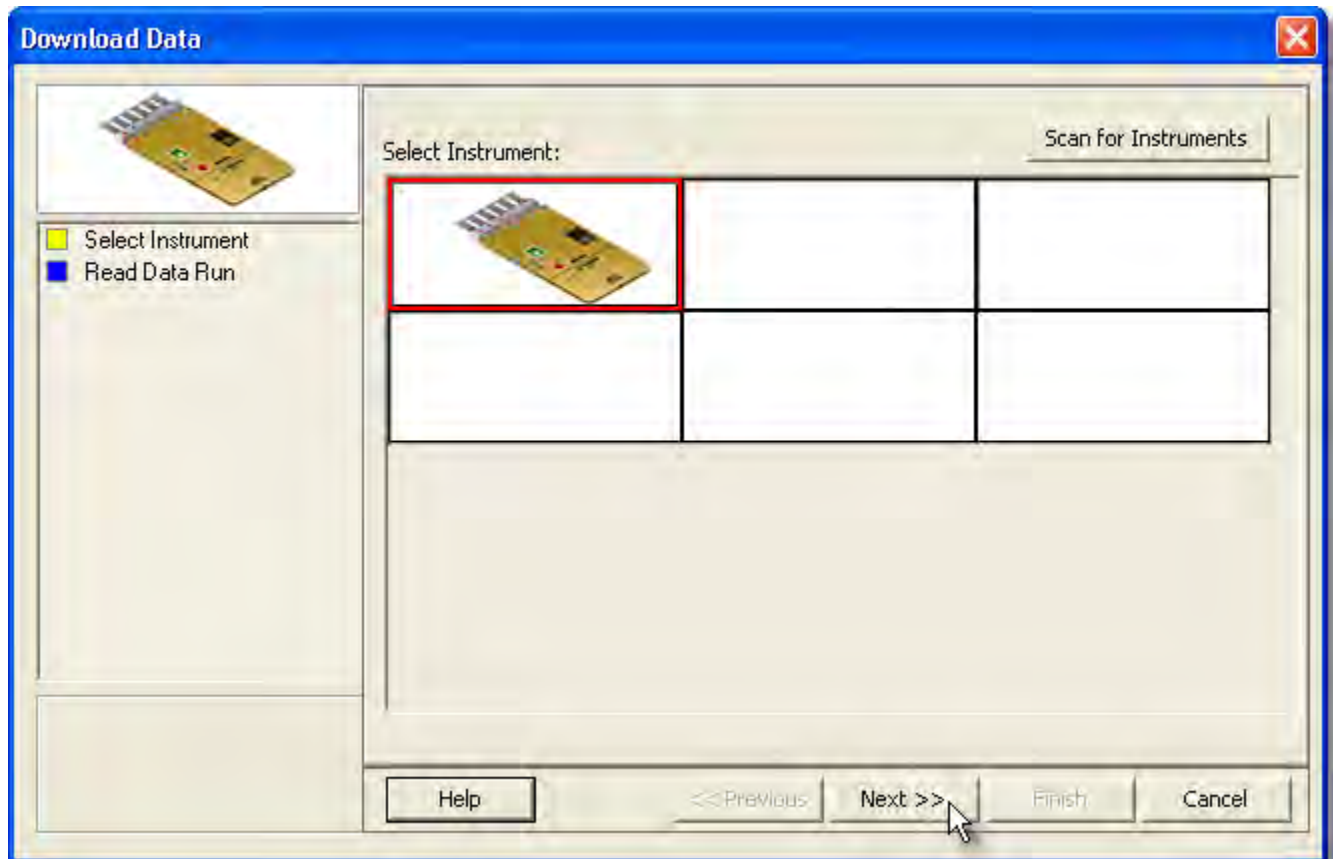 Download Data
Scan for Instruments
Select Instrument:
Select Instrument
Read Data Run
Help
<< Previous
Next >>
Finish
Cancel